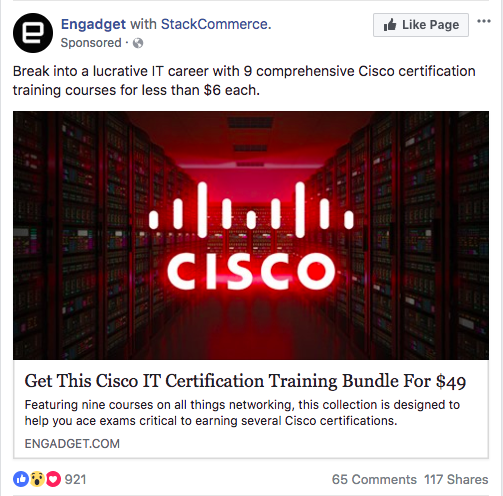 Engadget with StackCommerce.
Sponsored ·
Like Page
Break into a lucrative IT career with 9 comprehensive Cisco certification
training courses for less than $6 each.
CISCO
Get This Cisco IT Certification Training Bundle For $49
Featuring nine courses on all things networking, this collection is designed to
help you ace exams critical to earning several Cisco certifications.
ENGADGET.COM
921
65 Comments 117 Shares